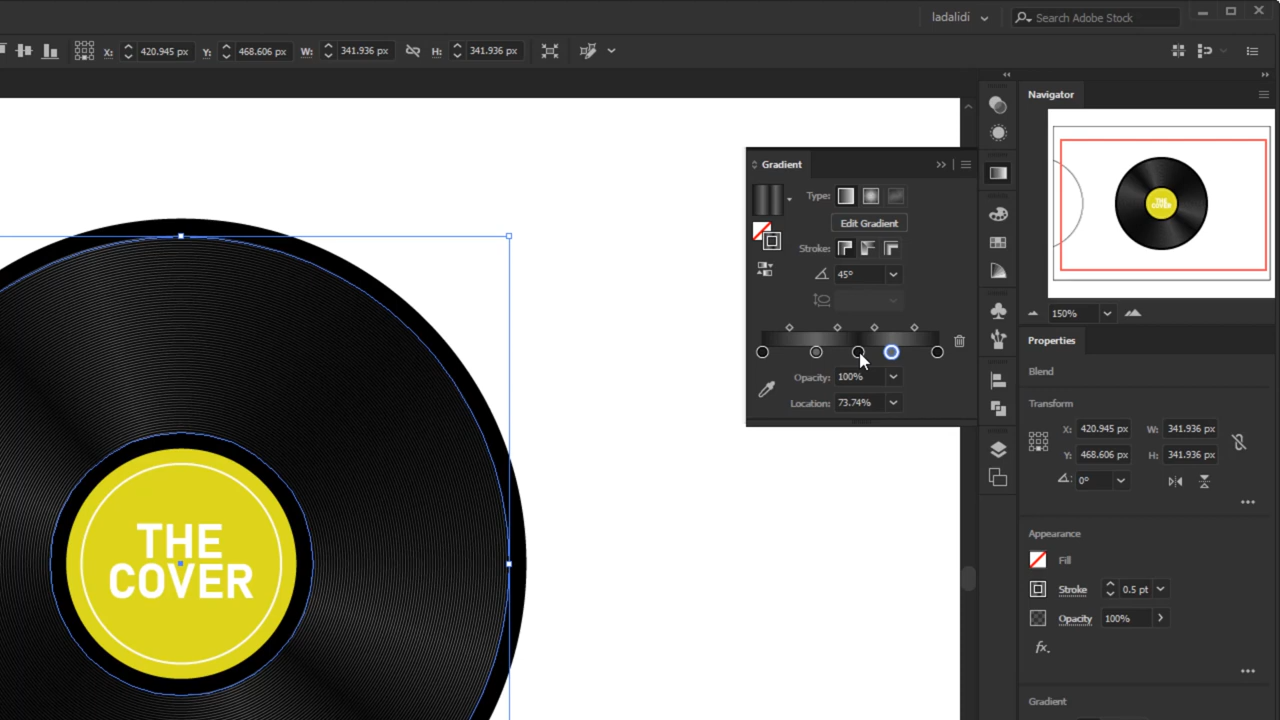 ladalidi
Search Adobe Stock
X: 420.945 px Y: 468.606 px W: 341.936 px H: 341.936 px
Navigator
THE
COVER
150%
Gradient
Type:
Edit Gradient
Stroke:
45°
Opacity: 100%
Location: 73.74%
THE
COVER
Properties
Blend
Transform
X: 420.945 px W: 341.936 px
Y: 468.606 px H: 341.936 px
0°
Appearance
Fill
Stroke 0.5 pt
Opacity 100%
fx.
Gradient